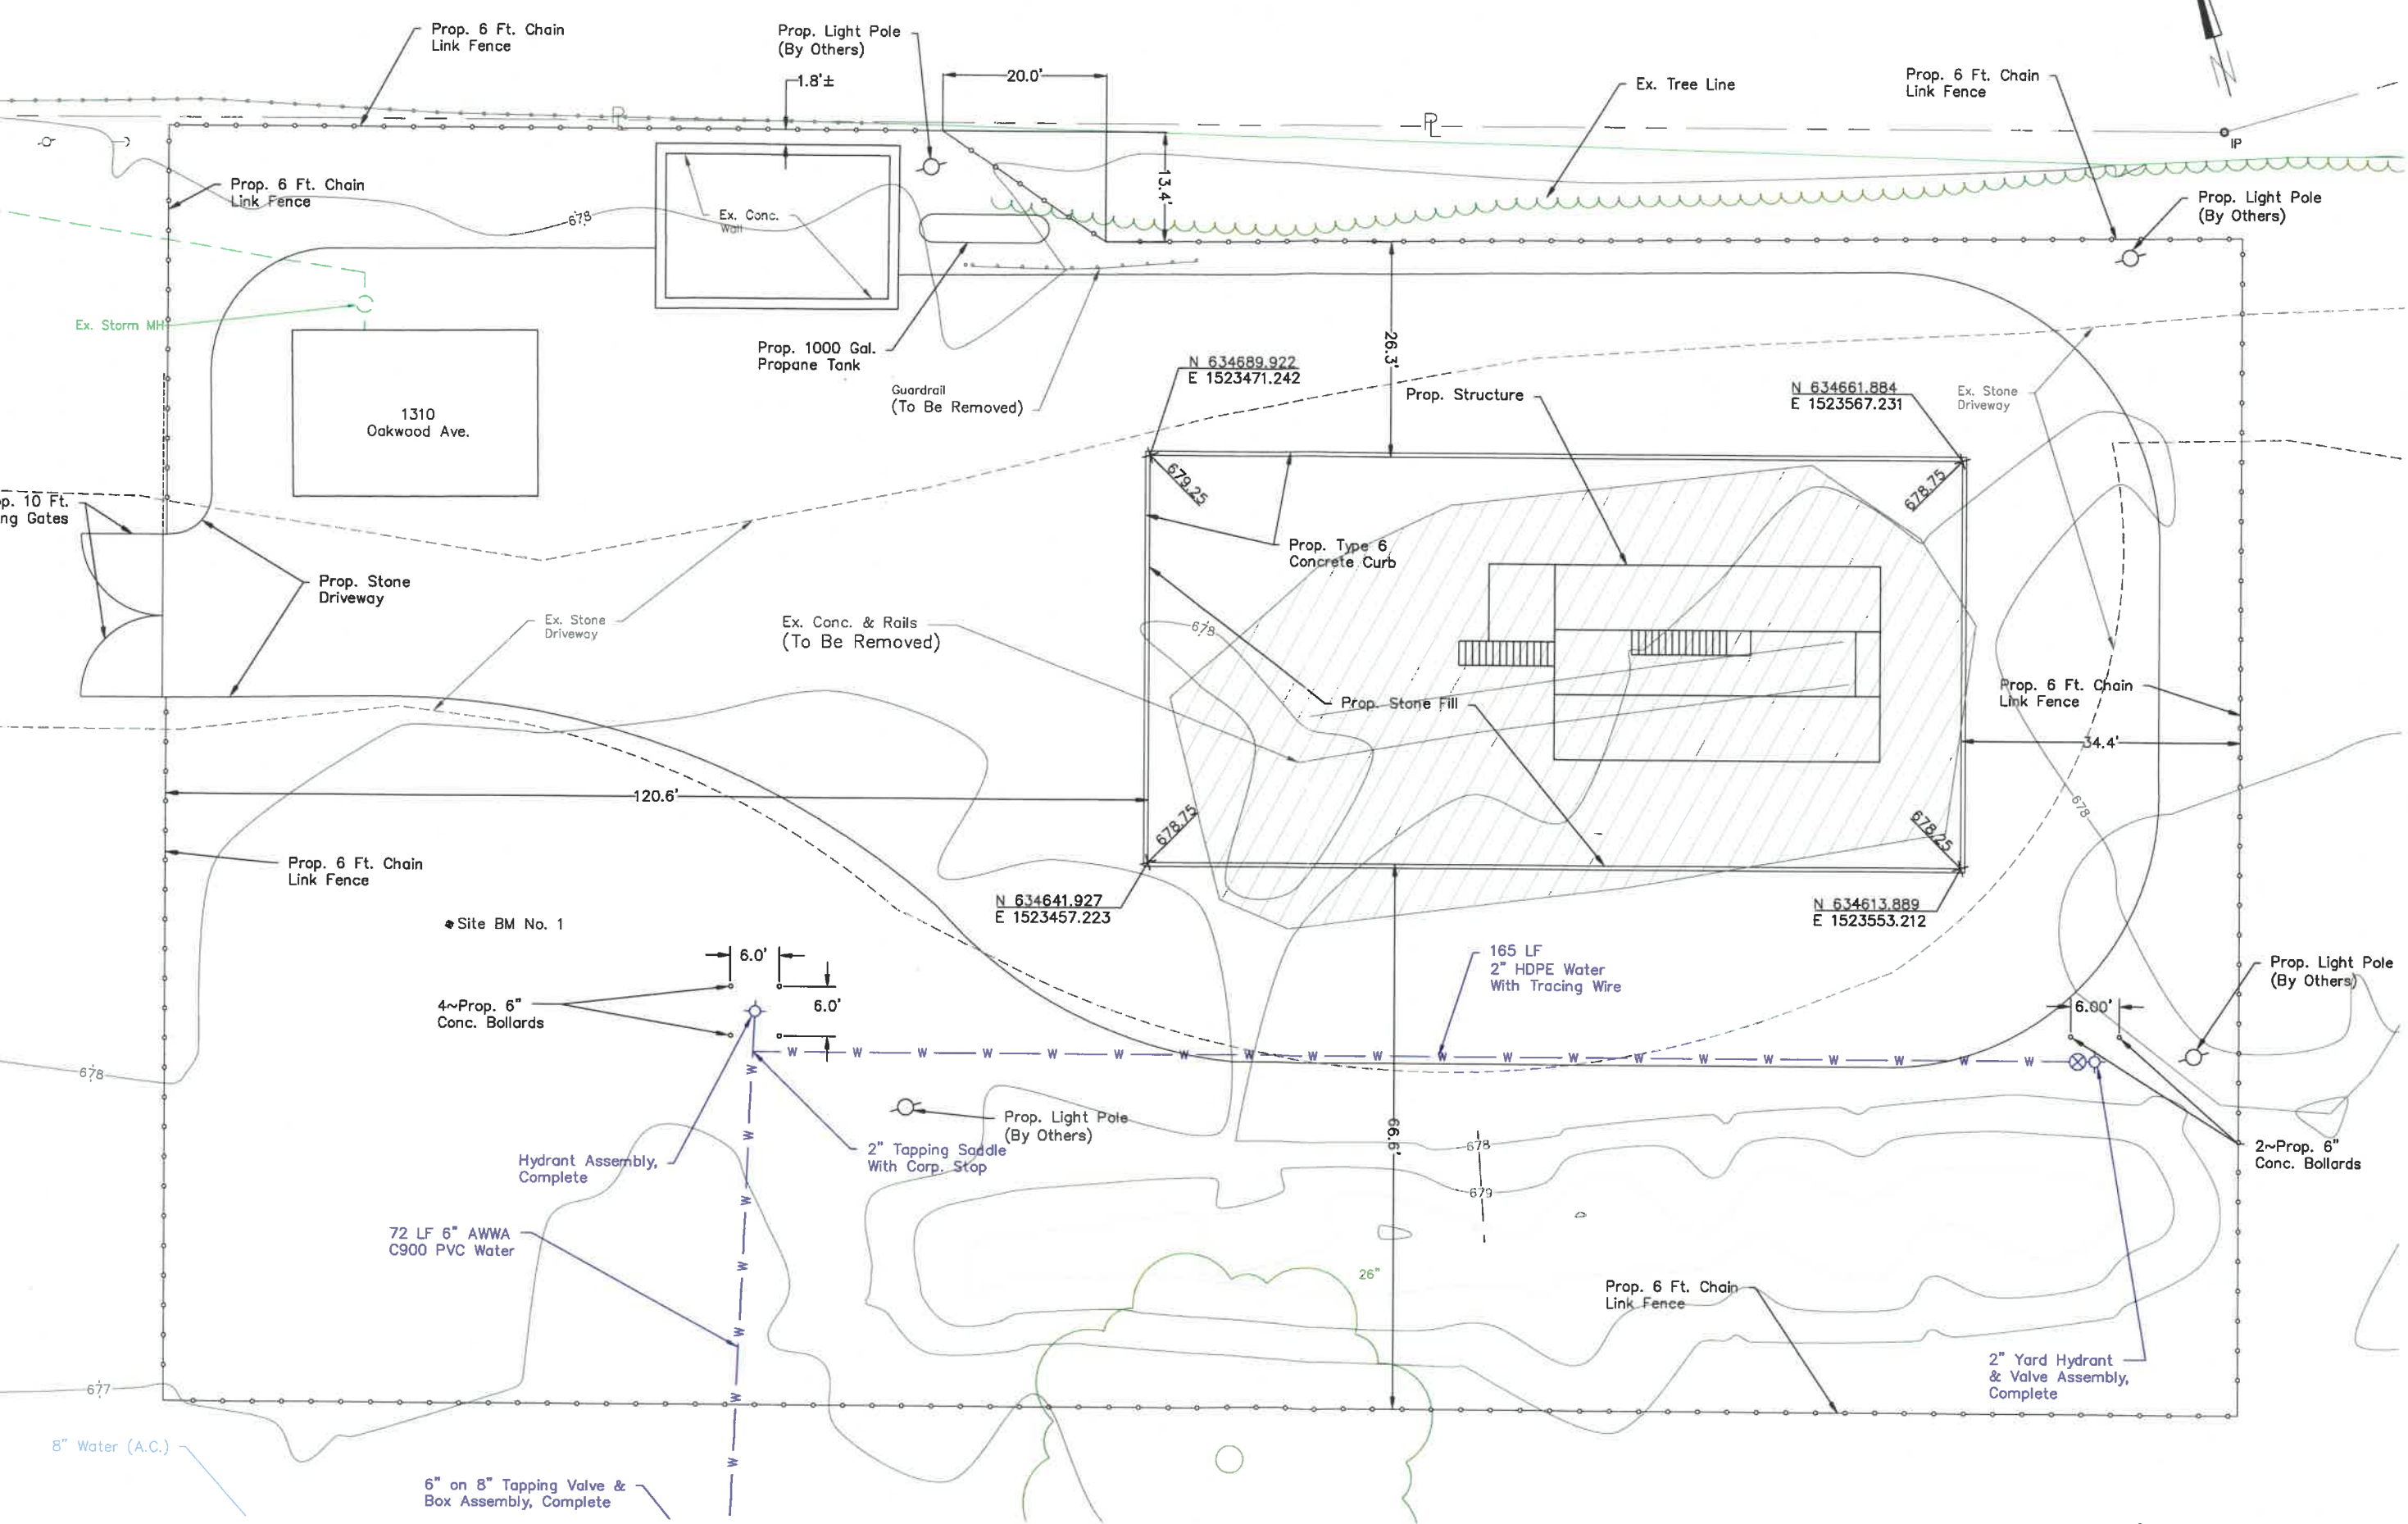 Prop. 6 Ft. Chain
Link Fence
Prop. Light Pole
(By Others)
1.8'±
20.0'
Ex. Tree Line
Prop. 6 Ft. Chain
Link Fence
N
PL
PL
IP
13.4'
Prop. 6 Ft. Chain
Link Fence
678
Ex. Conc.
Wall
Prop. Light Pole
(By Others)
Ex. Storm MH
1310
Oakwood Ave.
Prop. 1000 Gal.
Propane Tank
Guardrail
(To Be Removed)
26.3'
N 634689.922
E 1523471.242
Prop. Structure
N 634661.884
E 1523567.231
Ex. Stone
Driveway
679.25
678.75
p. 10 Ft.
ng Gates
Prop. Type 6
Concrete Curb
Prop. Stone
Driveway
Ex. Stone
Driveway
Ex. Conc. & Rails
(To Be Removed)
678
Prop. Stone Fill
Prop. 6 Ft. Chain
Link Fence
34.4'
120.6'
678
678.75
678.25
Prop. 6 Ft. Chain
Link Fence
N 634641.927
E 1523457.223
N 634613.889
E 1523553.212
Site BM No. 1
6.0'
6.0'
4~Prop. 6"
Conc. Bollards
165 LF
2" HDPE Water
With Tracing Wire
Prop. Light Pole
(By Others)
6.00'
W W W W W W W W W W W W W W W W W W W W
678
Prop. Light Pole
(By Others)
66.6'
678
2~Prop. 6"
Conc. Bollards
Hydrant Assembly,
Complete
2" Tapping Saddle
With Corp. Stop
679
72 LF 6" AWWA
C900 PVC Water
W W W W W W W
26"
Prop. 6 Ft. Chain
Link Fence
2" Yard Hydrant
& Valve Assembly,
Complete
677
8" Water (A.C.)
6" on 8" Tapping Valve &
Box Assembly, Complete